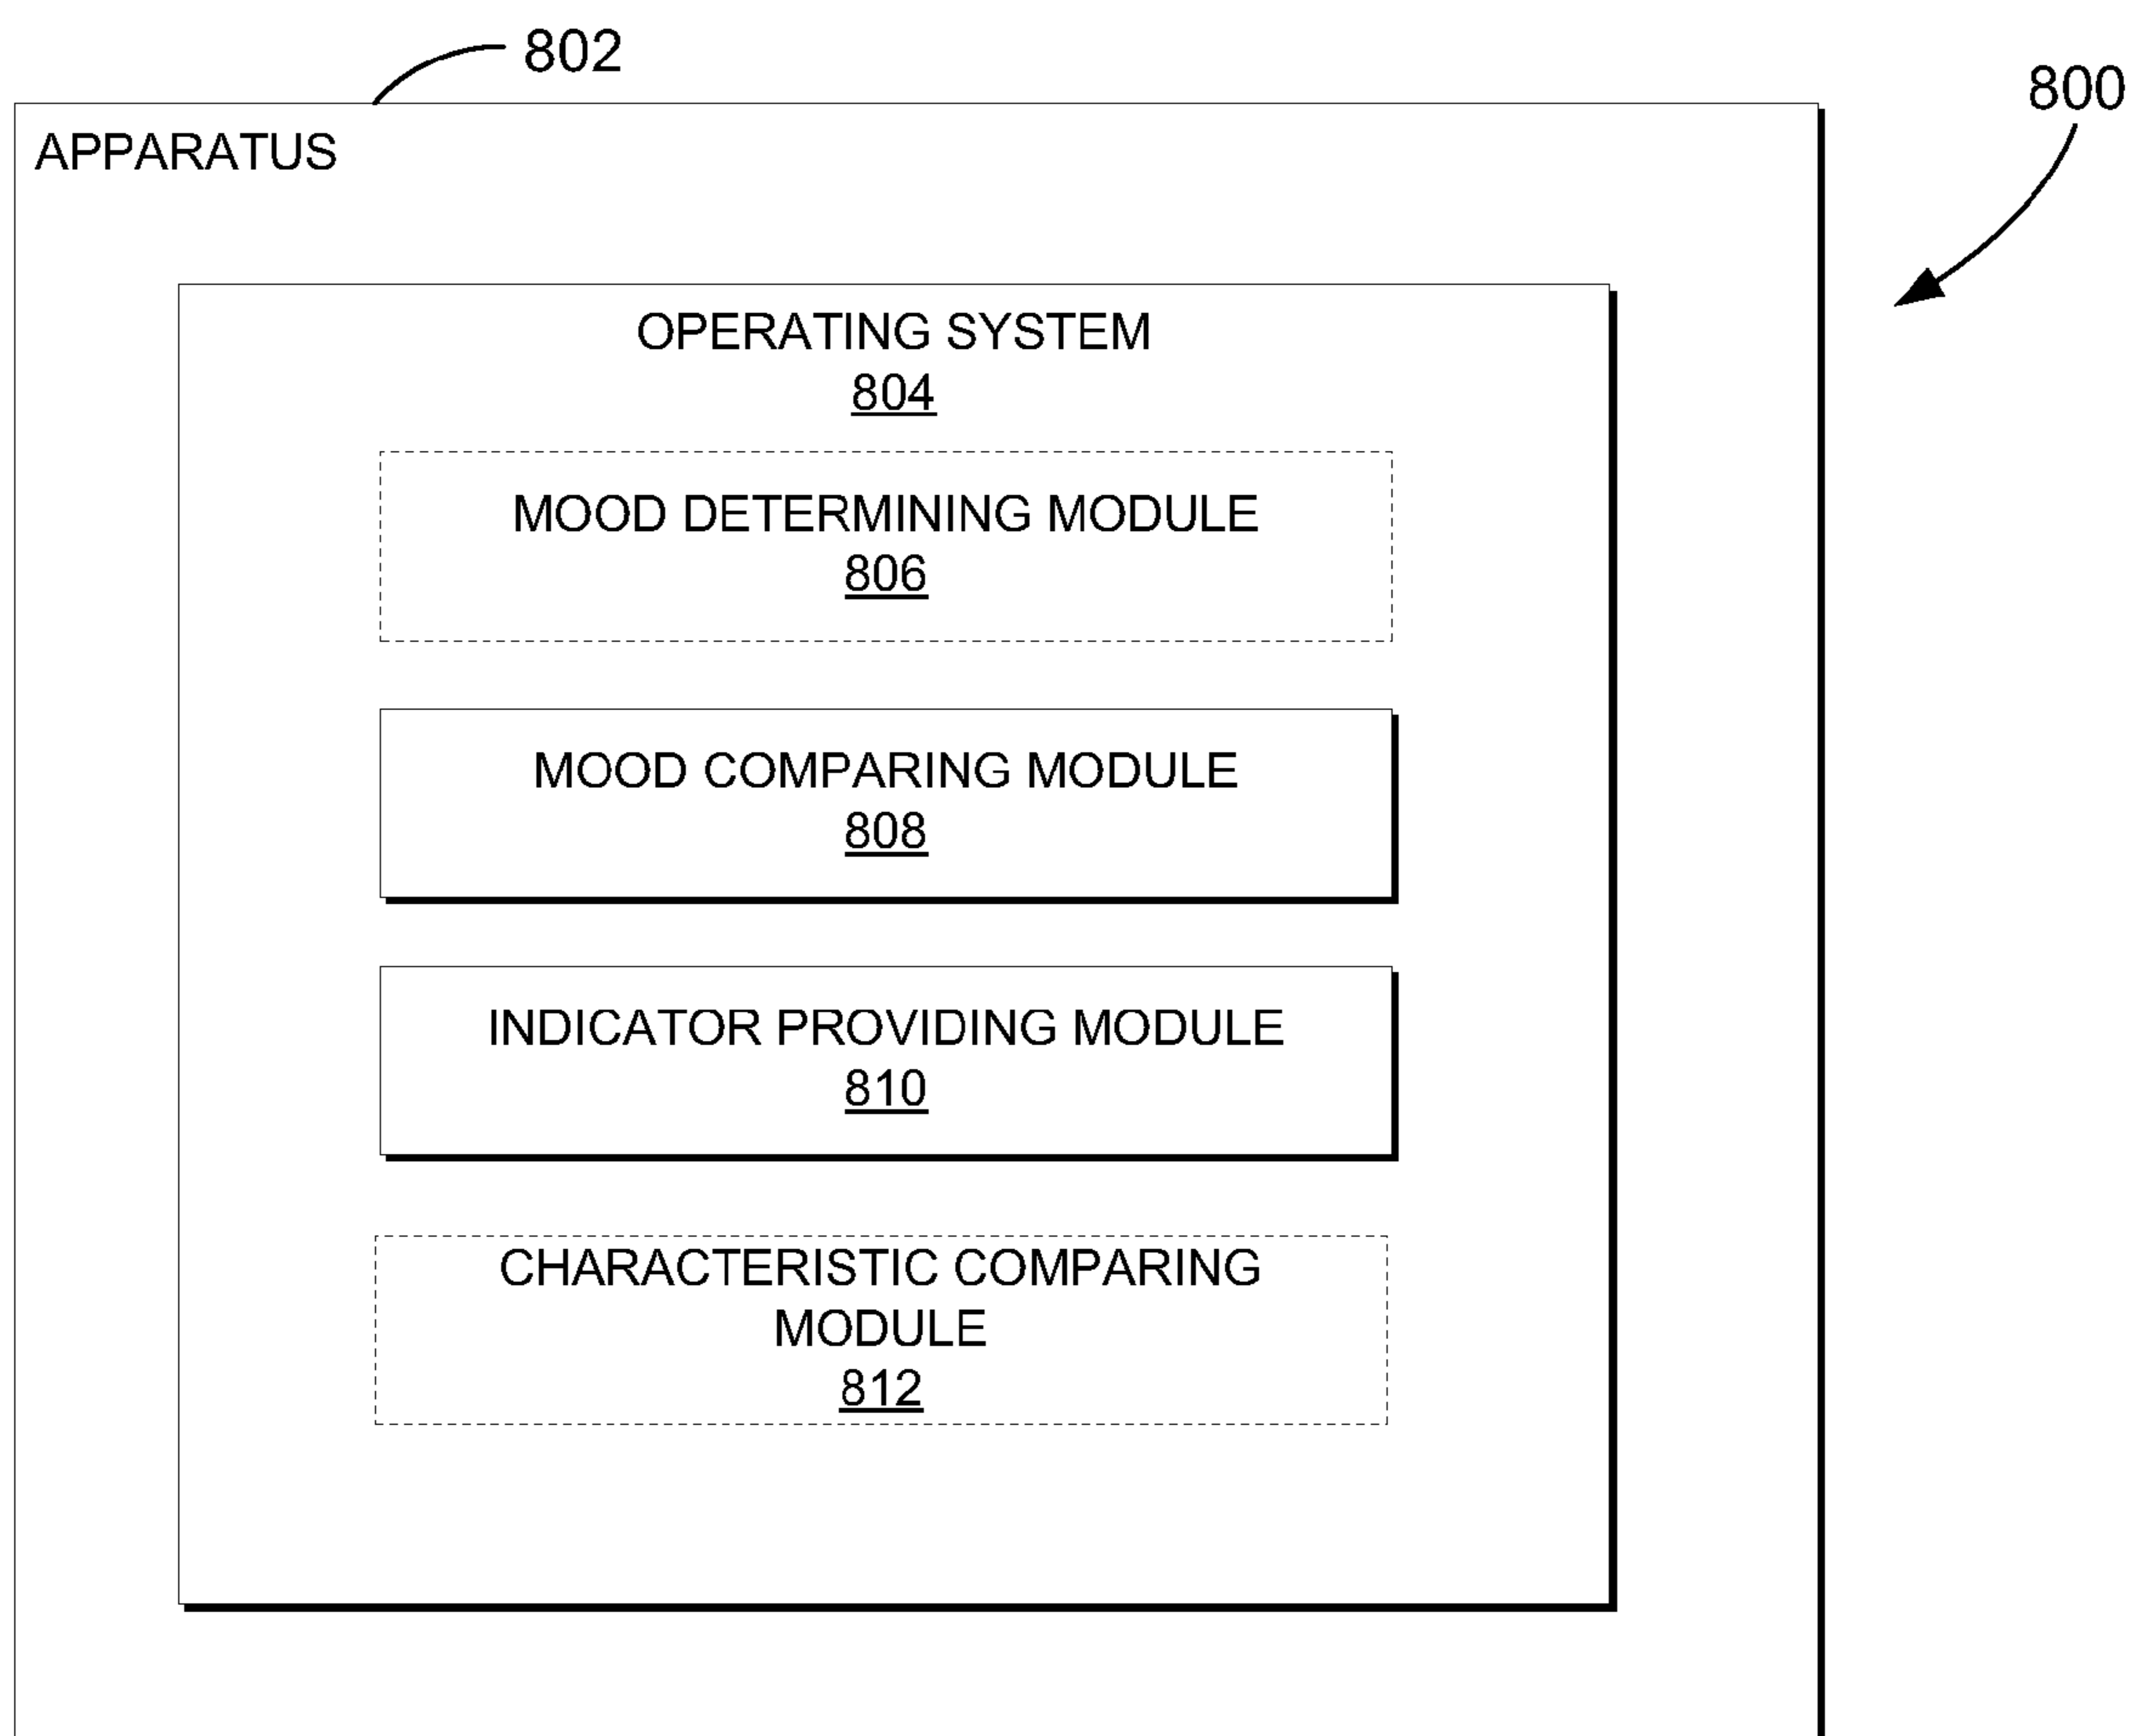 802
800
APPARATUS
OPERATING SYSTEM
804
MOOD DETERMINING MODULE
806
MOOD COMPARING MODULE
808
INDICATOR PROVIDING MODULE
810
CHARACTERISTIC COMPARING
MODULE
812